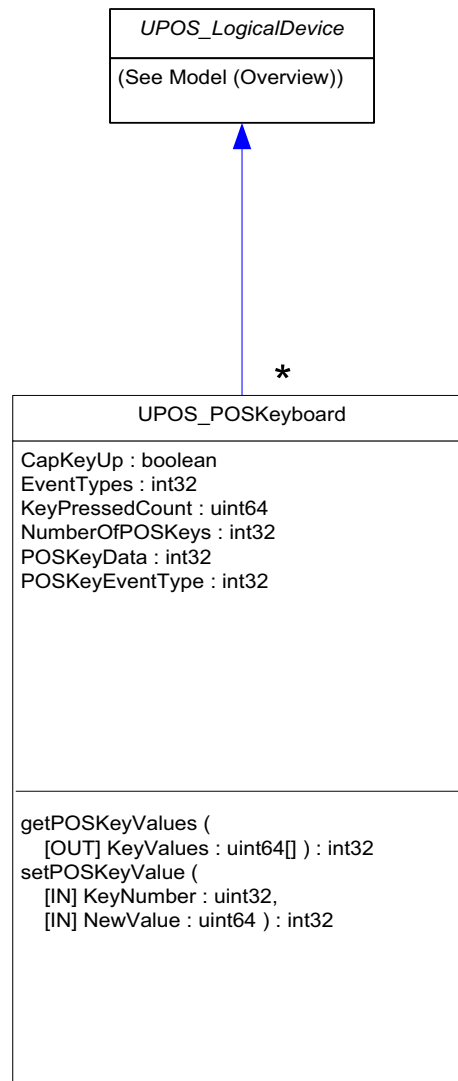 UPOS_LogicalDevice
(See Model (Overview))
*
UPOS_POSKeyboard
CapKeyUp : boolean
EventTypes : int32
KeyPressedCount : uint64
NumberOfPOSKeys : int32
POSKeyData : int32
POSKeyEventType : int32
getPOSKeyValues (
[OUT] KeyValues : uint64[] ) : int32
setPOSKeyValue (
[IN] KeyNumber : uint32,
[IN] NewValue : uint64 ) : int32